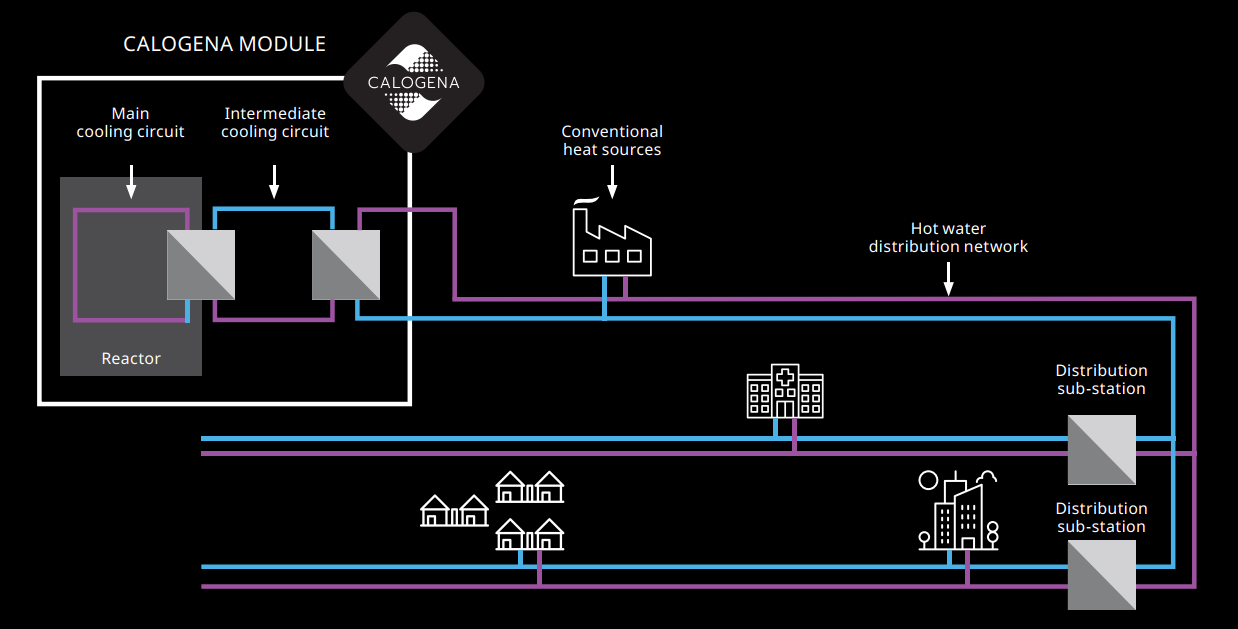 CALOGENA MODULE
CALOGENA
Main
cooling circuit
Intermediate
cooling circuit
Conventional
heat sources
Hot water
distribution network
Reactor
Distribution
sub-station
Distribution
sub-station